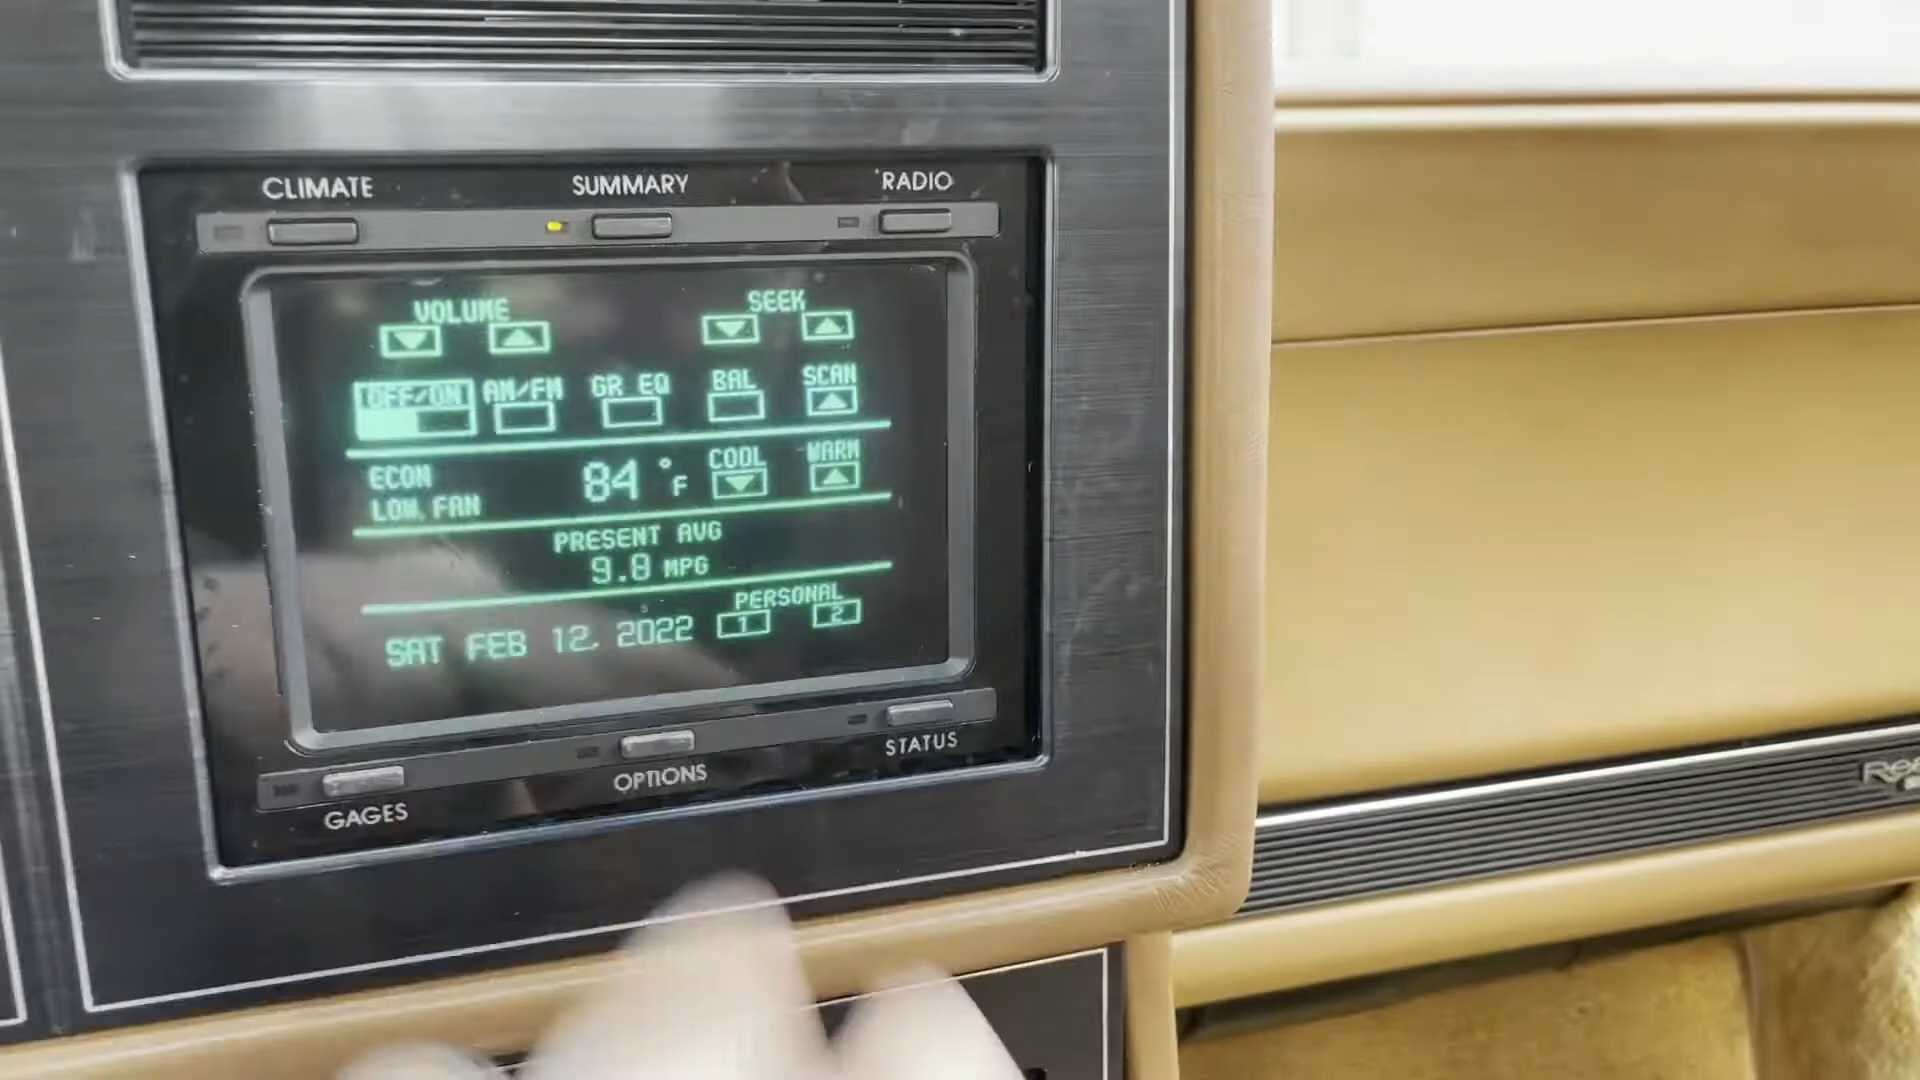 CLIMATE SUMMARY RADIO
VOLUME SEEK
OFF/ON AM/FM GR EQ BAL SCAN
ECON 84 °F COOL WARM
LOW FAN
PRESENT AVG
9.8 MPG
PERSONAL
SAT FEB 12, 2022 1 2
GAGES OPTIONS STATUS